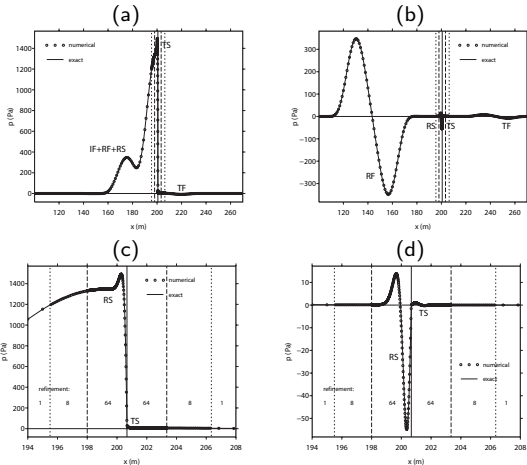 (a)
p (Pa)
1400
1200
1000
800
600
400
200
0
numerical
exact
TS
IF+RF+RS
TF
100 120 140 160 180 200 220 240 260
x (m)
(b)
p (Pa)
300
200
100
0
−100
−200
−300
numerical
exact
RS TS
TF
RF
120 140 160 180 200 220 240 260
x (m)
(c)
p (Pa)
1400
1200
1000
800
600
400
200
0
numerical
exact
RS
TS
refinement:
1 8 64 64 8 1
194 196 198 200 202 204 206 208
x (m)
(d)
p (Pa)
10
0
−10
−20
−30
−40
−50
TS
RS
numerical
exact
refinement:
1 8 64 64 8 1
194 196 198 200 202 204 206 208
x (m)